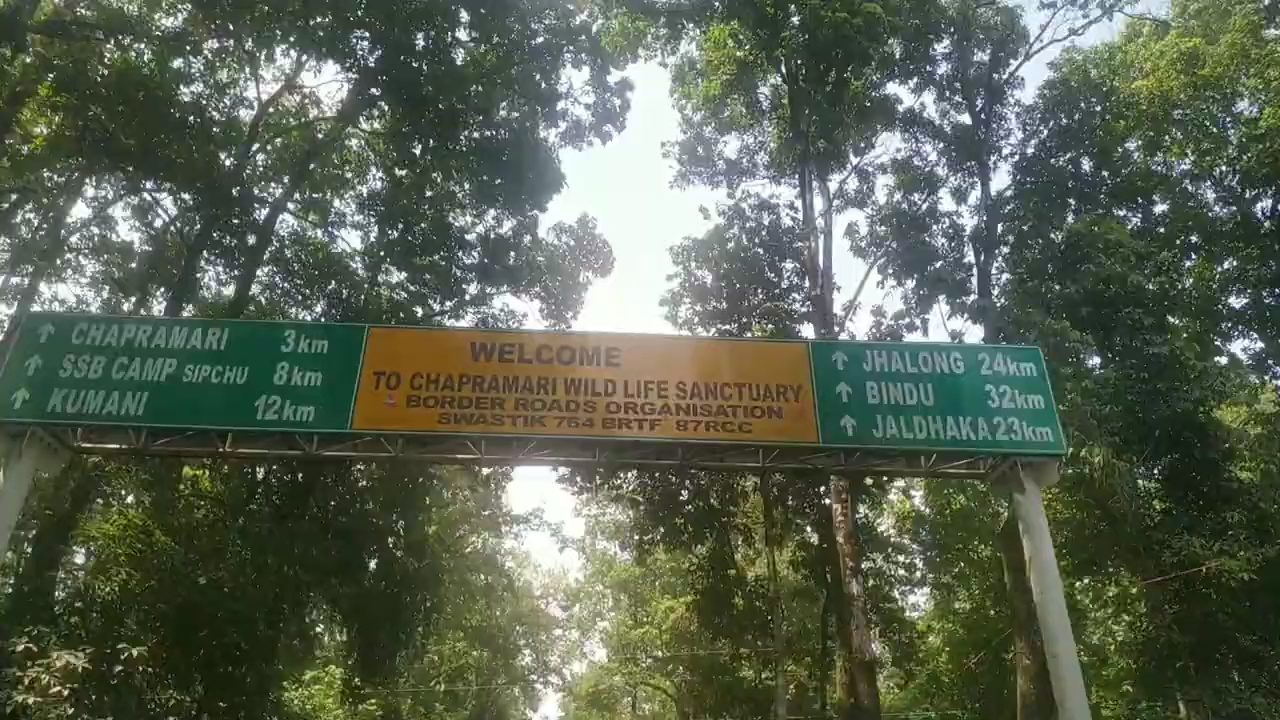 ↑ CHAPRAMARI 3km
↑ SSB CAMP SIPCHU 8km
↑ KUMANI 12km
WELCOME
TO CHAPRAMARI WILD LIFE SANCTUARY
BORDER ROADS ORGANISATION
SWASTIK 764 BRTF 87RCC
↑ JHALONG 24km
↑ BINDU 32km
↑ JALDHAKA 23km